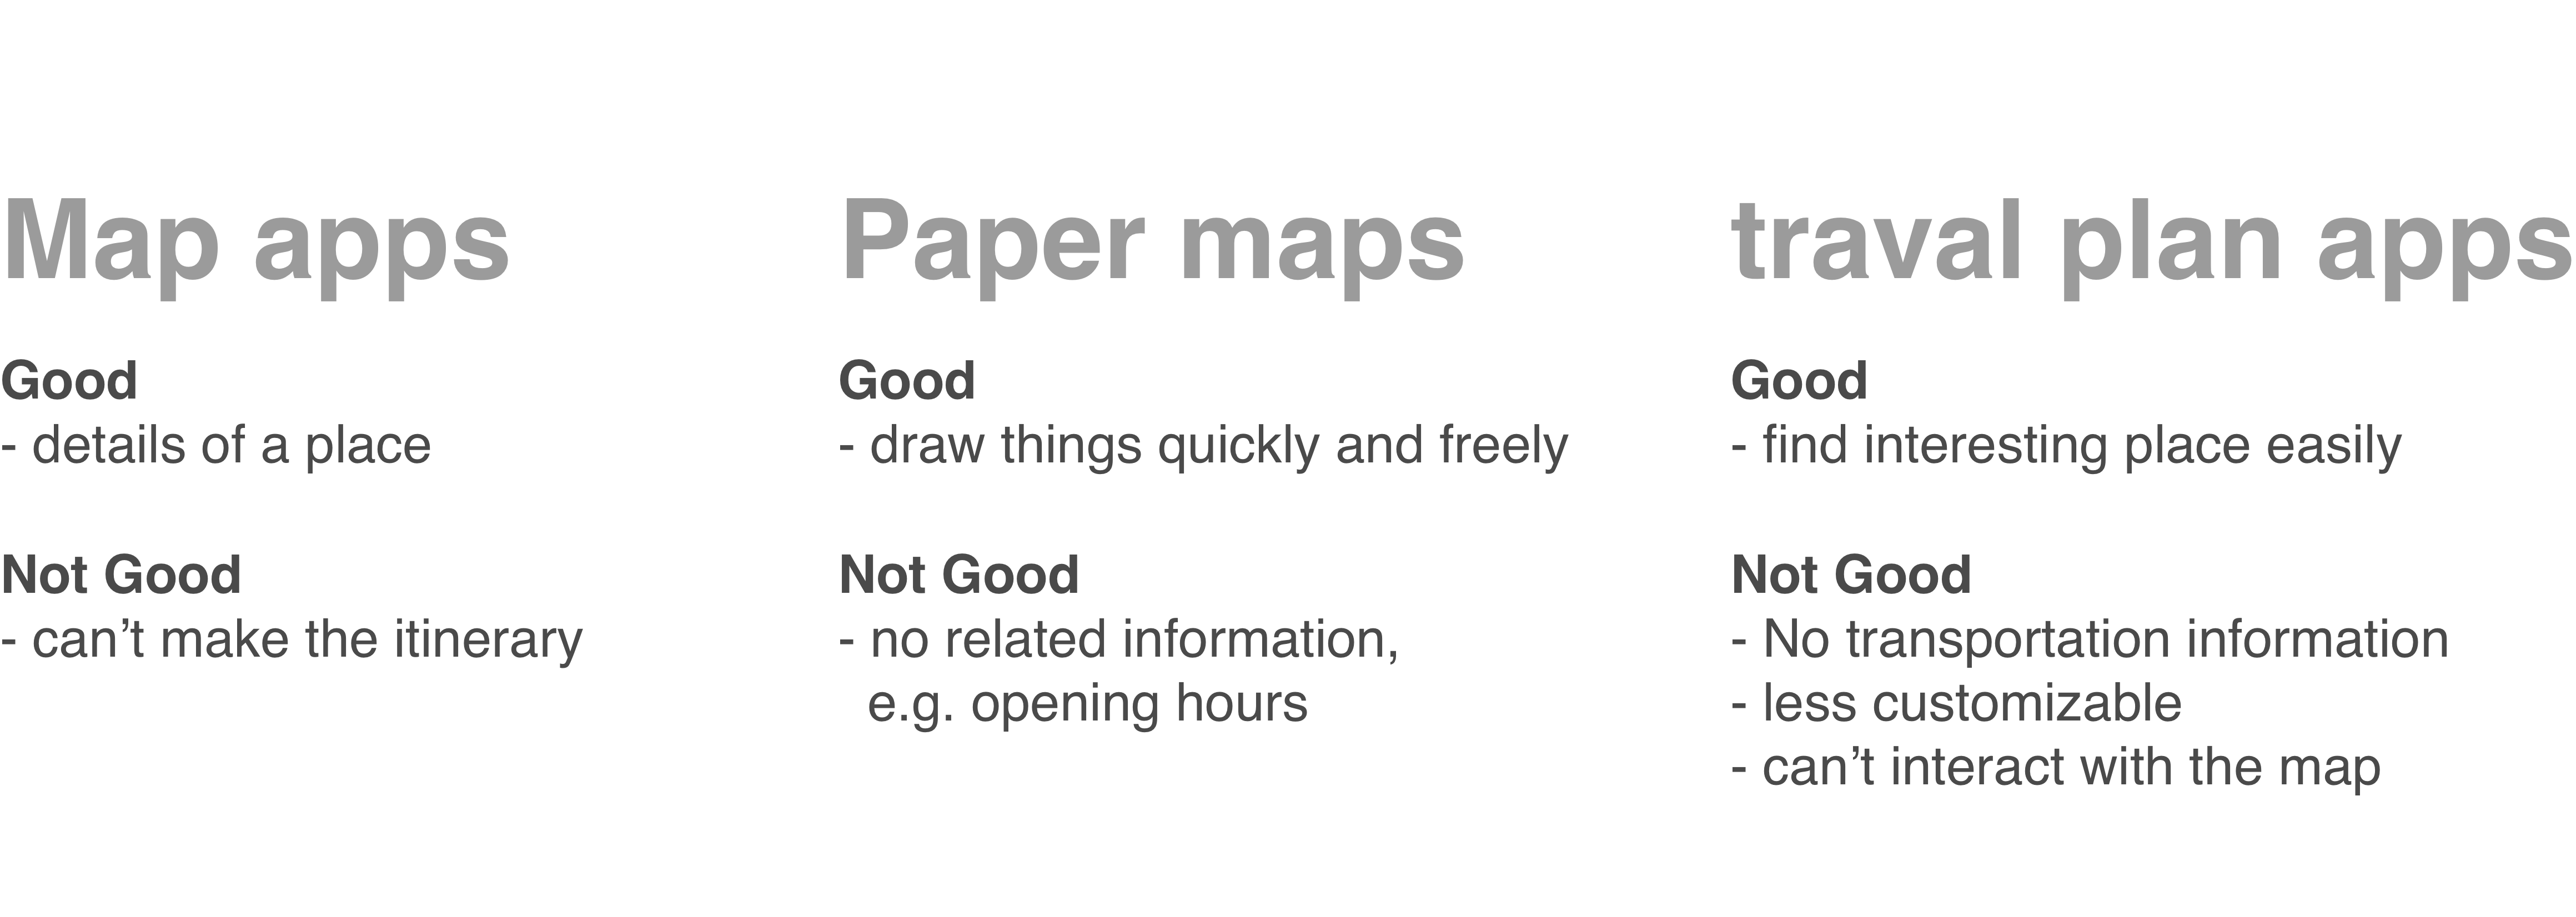 Map apps
Good
- details of a place
Not Good
- can’t make the itinerary
Paper maps
Good
- draw things quickly and freely
Not Good
- no related information,
e.g. opening hours
traval plan apps
Good
- find interesting place easily
Not Good
- No transportation information
- less customizable
- can’t interact with the map